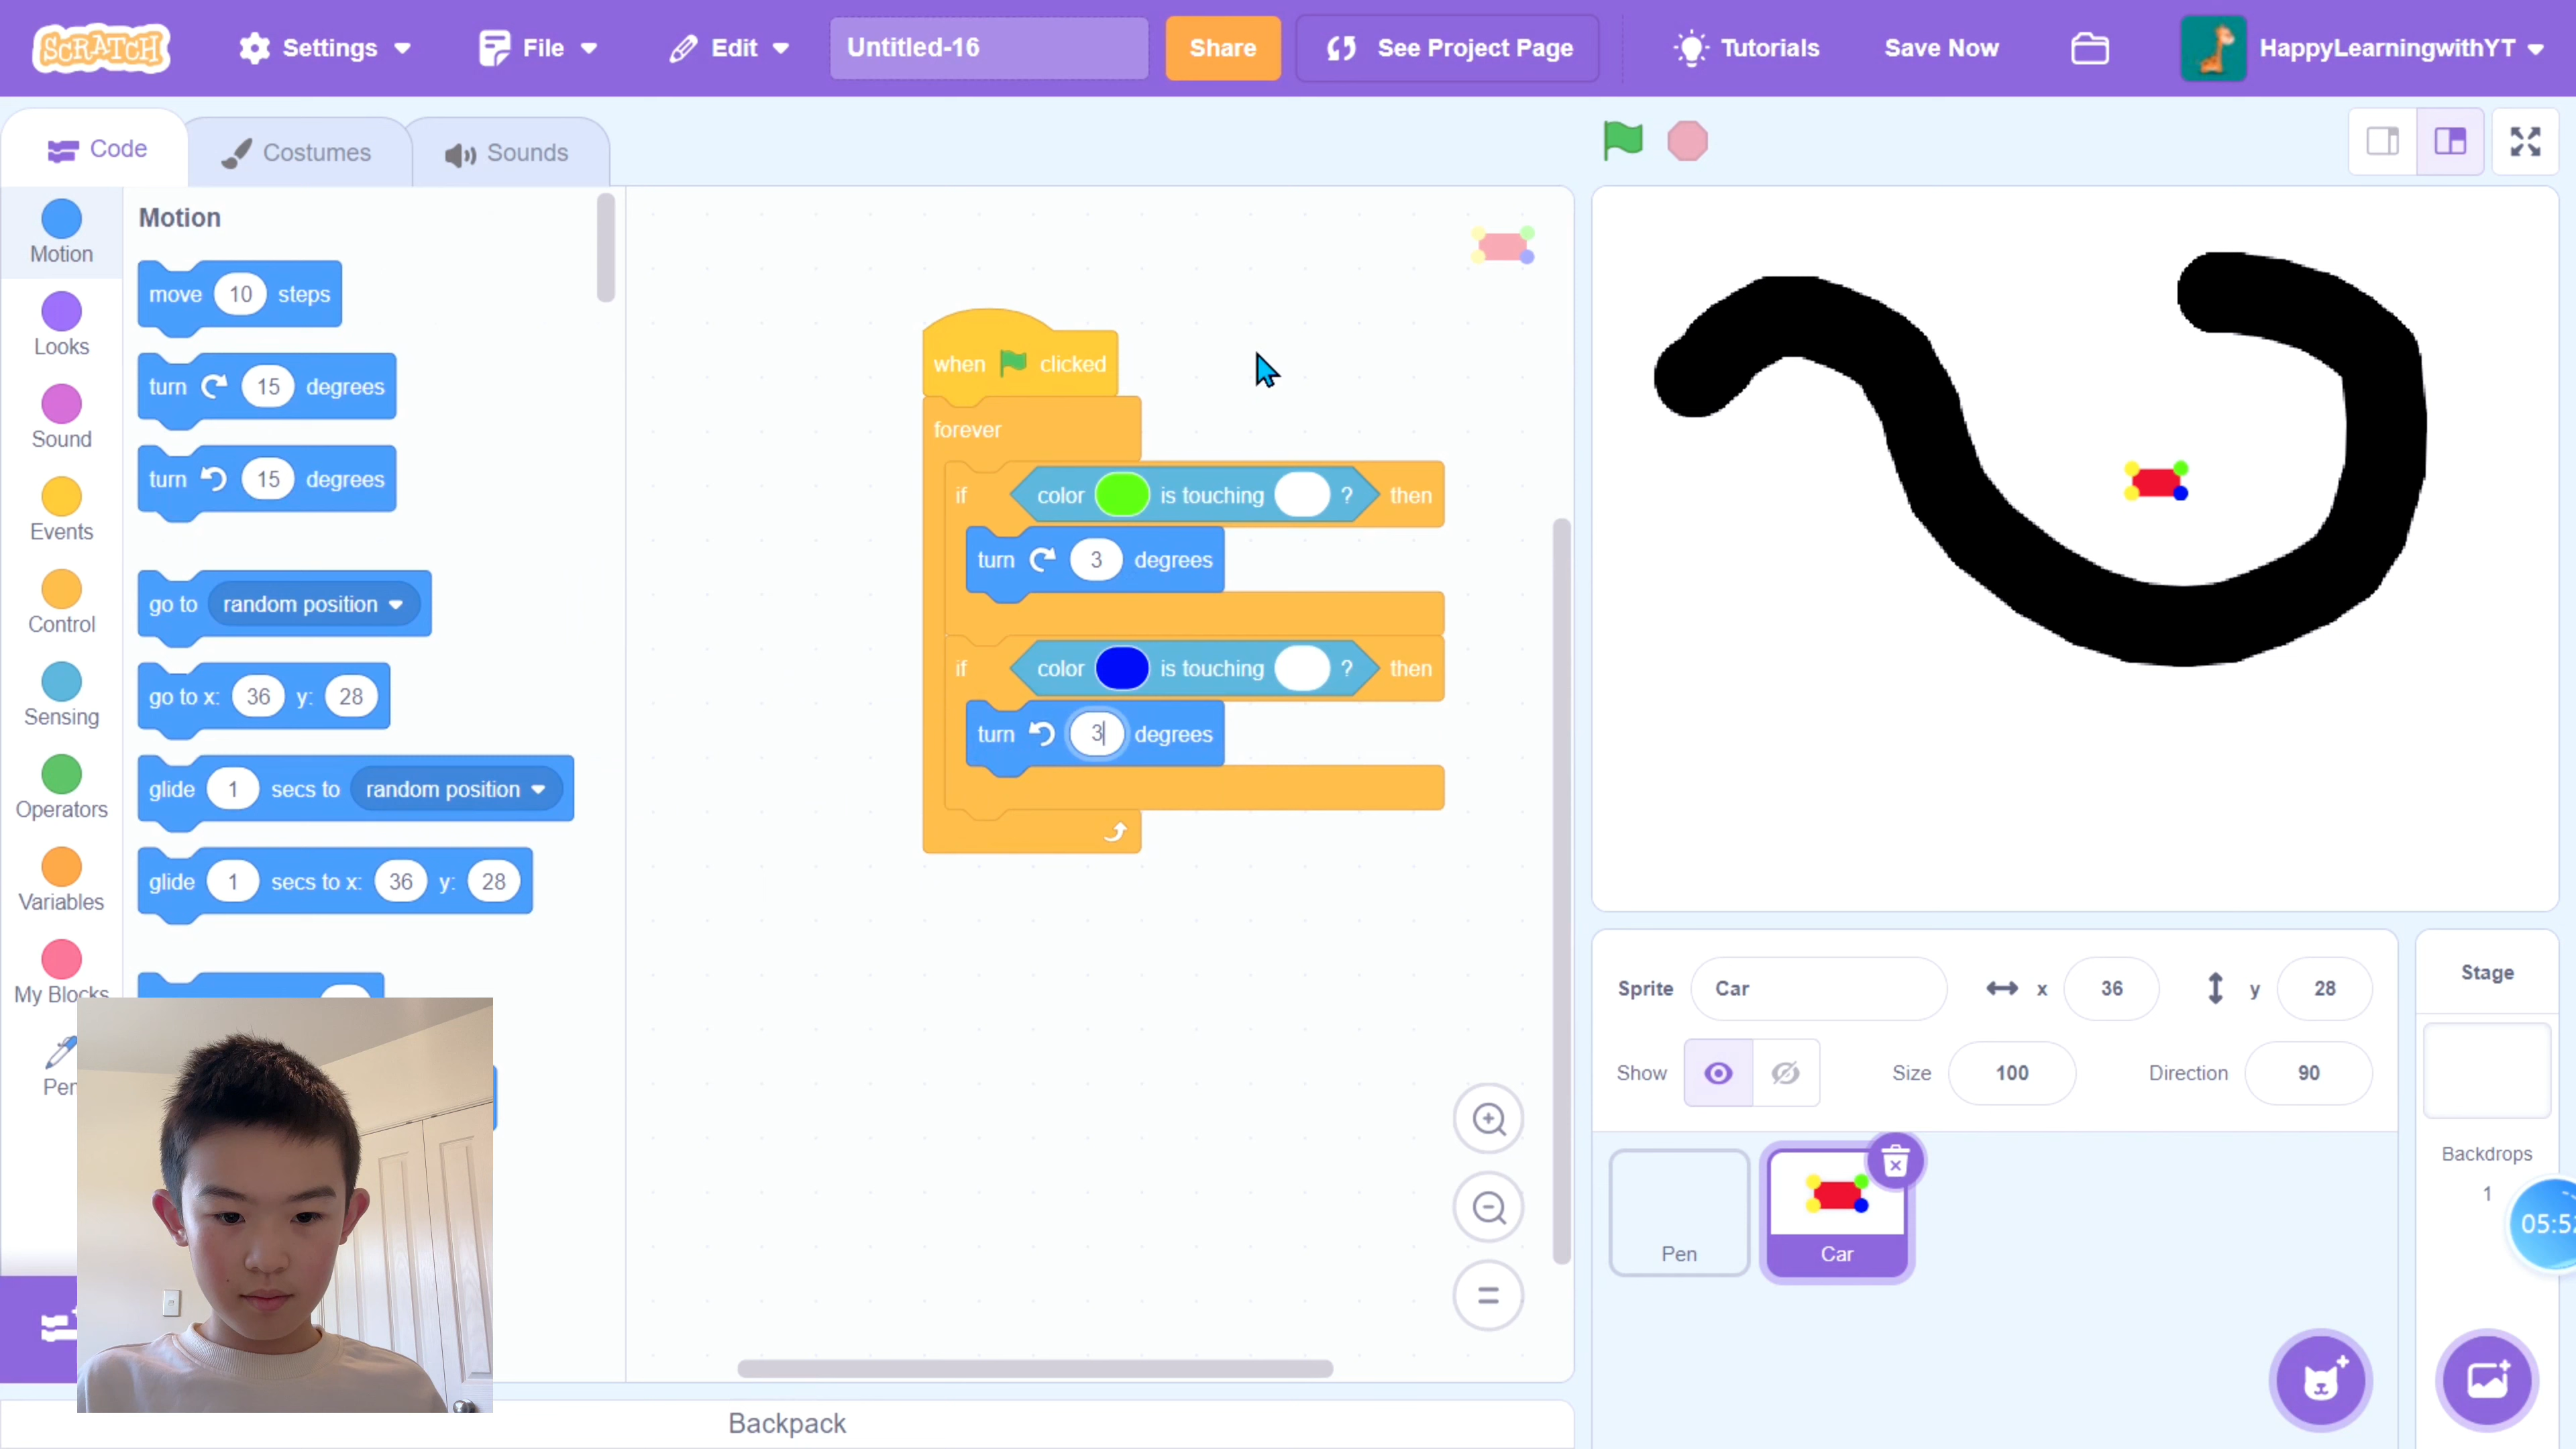 SCRATCH
Settings
File
Edit
Untitled-16
Share
See Project Page
Tutorials
Save Now
HappyLearningwithYT
Code
Costumes
Sounds
Motion
Looks
Sound
Events
Control
Sensing
Operators
Variables
My Blocks
Pen
Motion
move 10 steps
turn 15 degrees
turn 15 degrees
go to random position
go to x: 36 y: 28
glide 1 secs to random position
glide 1 secs to x: 36 y: 28
when clicked
forever
if color is touching ? then
turn 3 degrees
if color is touching ? then
turn 3 degrees
Backpack
Sprite Car x 36 y 28
Show Size 100 Direction 90
Pen
Car
Stage
Backdrops
1